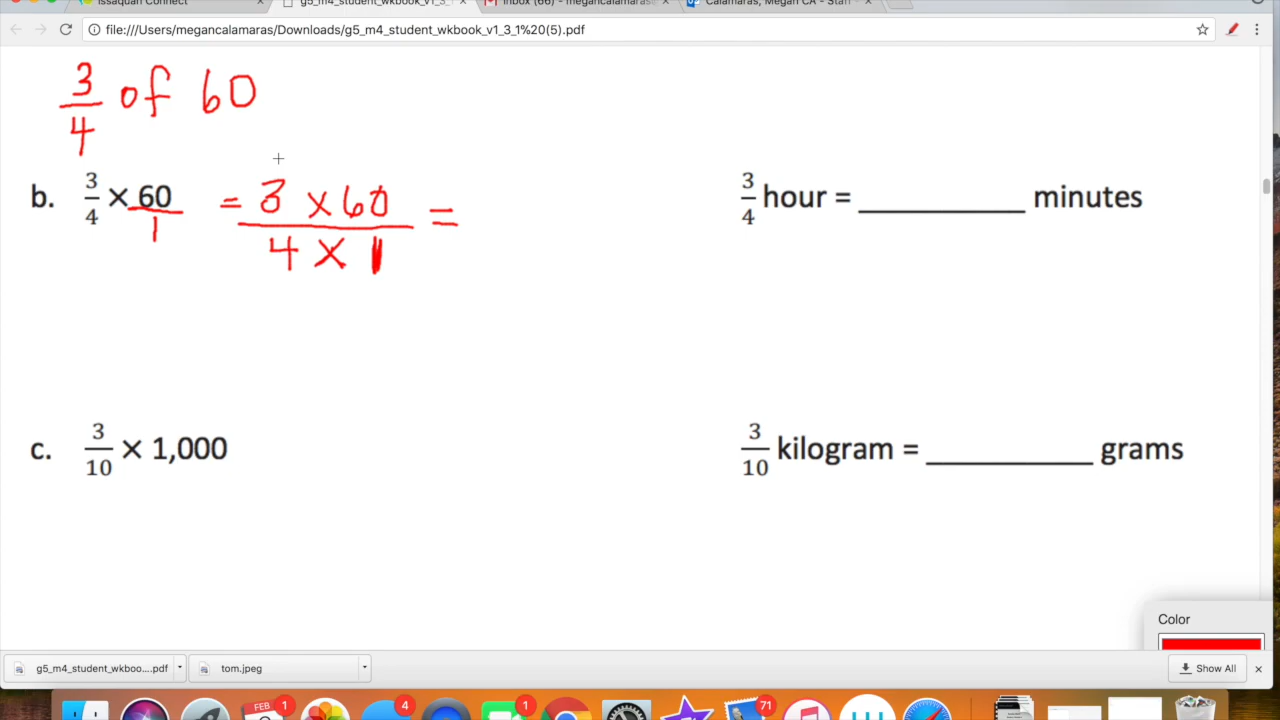 Issaquah Connect g5_m4_student_wkbook_v1_3_1 Inbox (66) - megancalamaras@ Calamaras, Megan CA - Staff -
file:///Users/megancalamaras/Downloads/g5_m4_student_wkbook_v1_3_1%20(5).pdf
3/4 of 60
b. 3/4 × 60/1 = 3 × 60 / 4 × 1 =
3/4 hour = ____________ minutes
c. 3/10 × 1,000
3/10 kilogram = ____________ grams
Color
g5_m4_student_wkboo....pdf tom.jpeg Show All
FEB 1 4 1 71